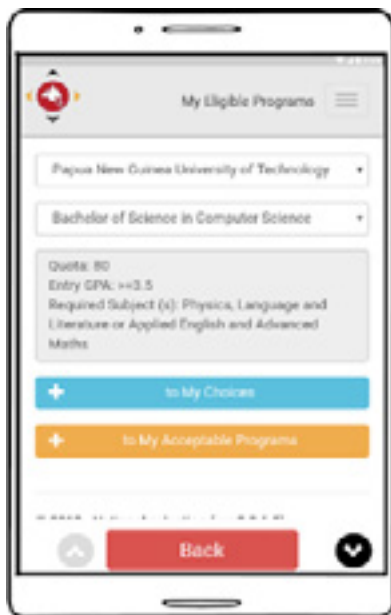 My Eligible Programs
Papua New Guinea University of Technology
Bachelor of Science in Computer Science
Quota: 80
Entry GPA: >=3.5
Required Subject (s): Physics, Language and
Literature or Applied English and Advanced
Maths
to My Choices
to My Acceptable Programs
Back